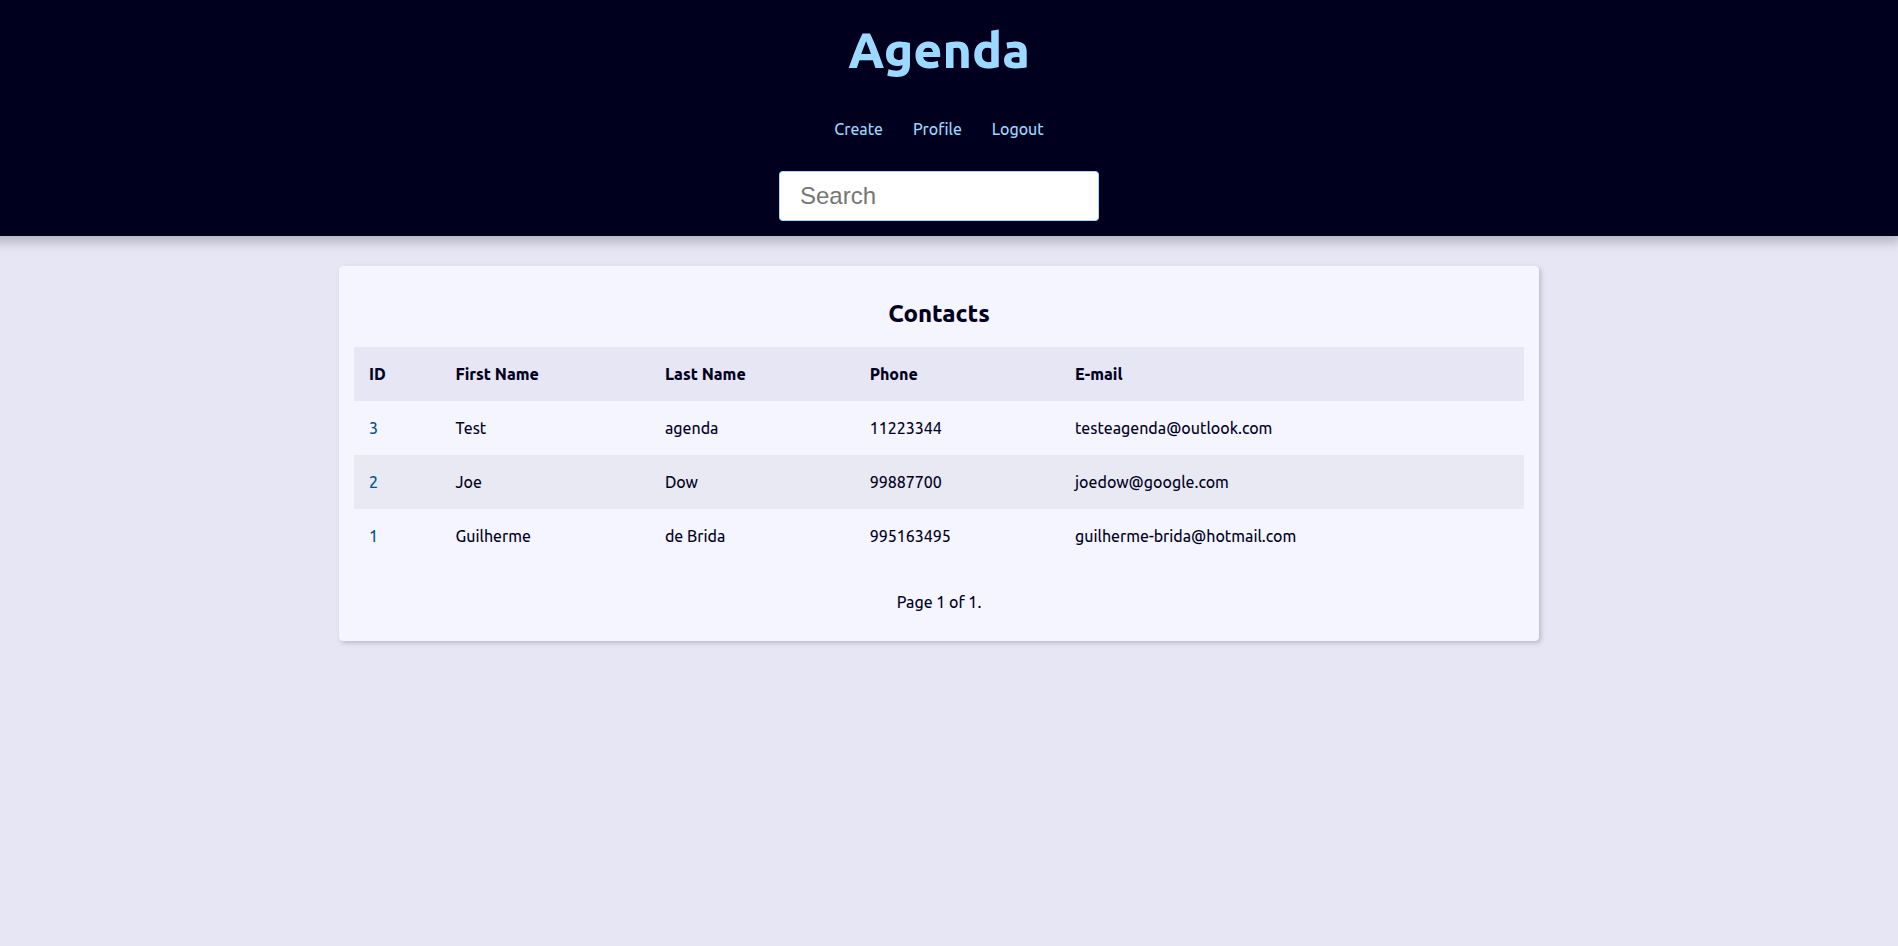 Agenda
Create Profile Logout
Search
Contacts
ID First Name Last Name Phone E-mail
3 Test agenda 11223344 testeagenda@outlook.com
2 Joe Dow 99887700 joedow@google.com
1 Guilherme de Brida 995163495 guilherme-brida@hotmail.com
Page 1 of 1.